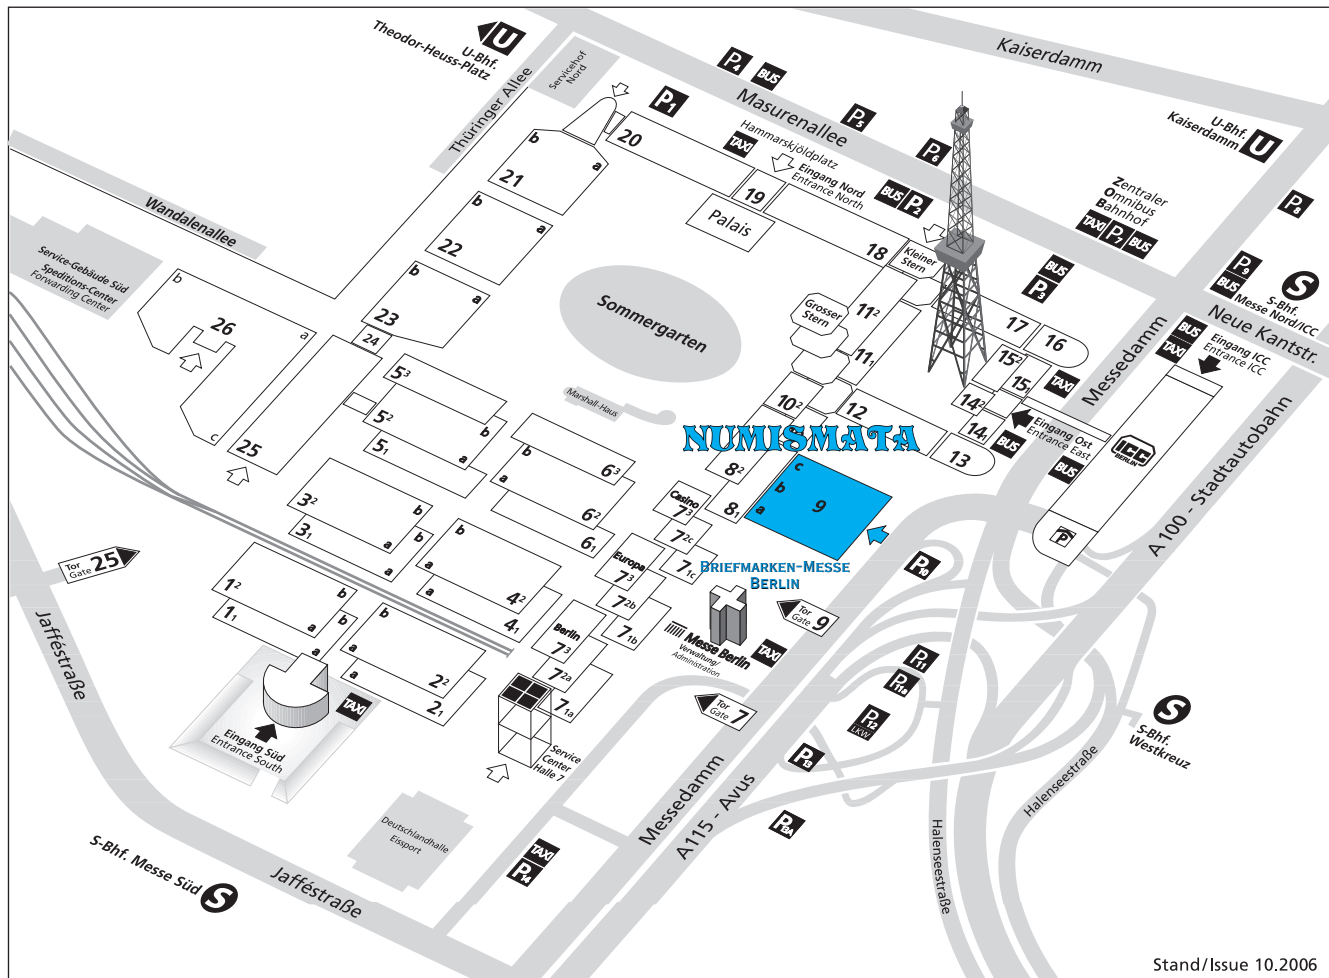 U
U-Bhf.
Theodor-Heuss-Platz
Servicehof
Nord
Thüringer Allee
Kaiserdamm
P4
BUS
P1
Masurenallee
P5
Hammarskjöldplatz
TAXI
Eingang Nord
Entrance North
P6
BUS
P2
U-Bhf.
Kaiserdamm
U
Zentraler
Omnibus
Bahnhof
TAXI
P7
BUS
P8
P9
BUS
S
S-Bhf.
Messe Nord/ICC
Neue Kantstr.
BUS
TAXI
Eingang ICC
Entrance ICC
BUS
P3
Messedamm
Wandalenallee
Service-Gebäude Süd
Speditions-Center
Forwarding Center
b
26
a
c
25
24
b
a
21
20
19
Palais
18
Kleiner
Stern
22
a
b
23
a
b
Sommergarten
Grosser
Stern
11²
11₁
17
16
15²
15₁
TAXI
14²
14₁
Eingang Ost
Entrance East
BUS
BUS
ICC
BERLIN
P
A 100 - Stadtautobahn
Marshall-Haus
10²
12
13
NUMISMATA
5³
5²
b
5₁
a
6³
b
6²
a
6₁
8²
8₁
c
b
a
9
Casino
7³
7²c
7₁c
BRIEFMARKEN-MESSE
BERLIN
3²
b
3₁
a
b
4²
a
4₁
Europa
7³
7²b
7₁b
Tor
Gate 25
1²
b
1₁
a
b
a
b
2²
a
2₁
Berlin
7³
7²a
7₁a
Messe Berlin
Verwaltung/
Administration
TAXI
Tor
Gate 9
Tor
Gate 7
P10
P11
P11a
P12
LKW
P13
P13A
S
S-Bhf.
Westkreuz
Halenseestraße
Halenseestraße
TAXI
Eingang Süd
Entrance South
Service
Center
Halle 7
Jafféstraße
Deutschlandhalle
Eissport
Messedamm
A115 - Avus
TAXI
P14
S-Bhf. Messe Süd
S
Jafféstraße
Stand/Issue 10.2006